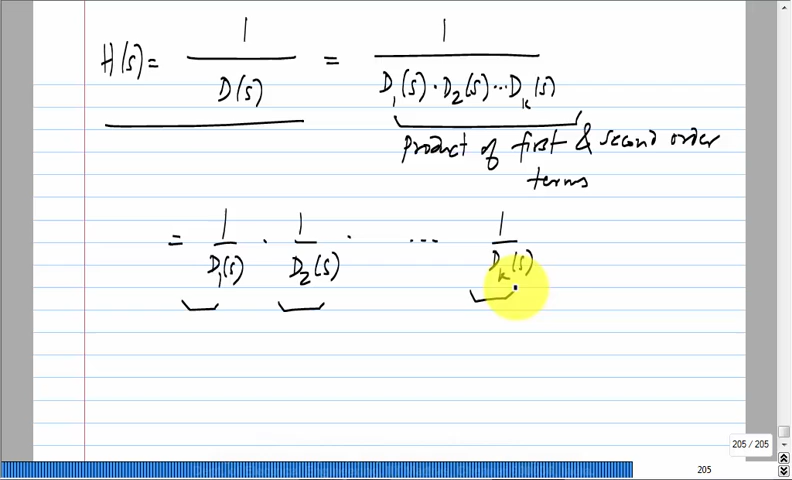 H(s) = 1 / D(s) = 1 / D₁(s) · D₂(s) ··· Dₖ(s)
Product of first & second order
terms
= 1 / D₁(s) · 1 / D₂(s) · ... 1 / Dₖ(s)
205 / 205
205